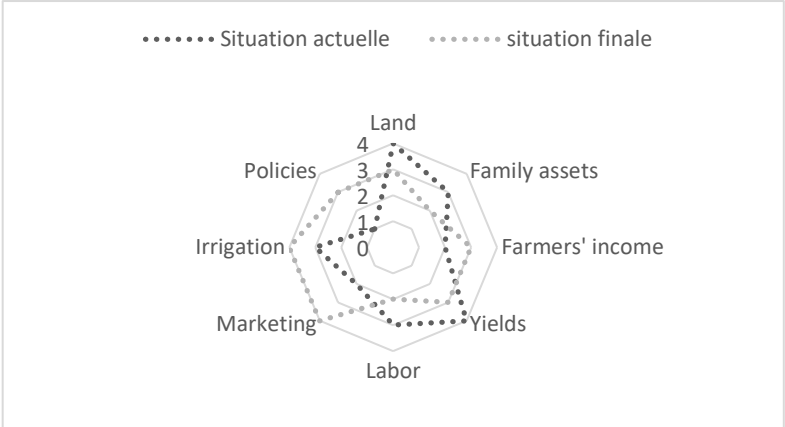 Situation actuelle situation finale
Land
4
Policies 3 Family assets
2
1
Irrigation 0 Farmers' income
Marketing Yields
Labor